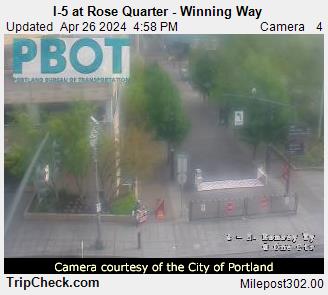 I-5 at Rose Quarter - Winning Way
Updated Apr 26 2024 4:58 PM Camera 4
PBOT
PORTLAND BUREAU OF TRANSPORTATION
Camera courtesy of the City of Portland
TripCheck.com Milepost302.00